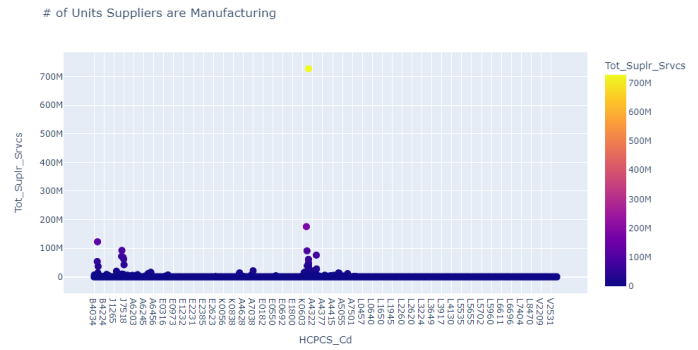 # of Units Suppliers are Manufacturing
Tot_Suplr_Srvcs
700M
600M
500M
400M
300M
200M
100M
0
Tot_Suplr_Srvcs
B4034
B4224
J1265
J7518
A6203
A6245
A6456
E0316
E0973
E1232
E2231
E2385
E2623
K0056
K0838
A4628
A7038
E0182
E0550
E0692
E1800
K0603
A4322
A4377
A4415
A5055
A7501
L0457
L0640
L1650
L1945
L2260
L2620
L3224
L3649
L3917
L4130
L5535
L5655
L5702
L5960
L6611
L6696
L7404
L8470
V2209
V2531
HCPCS_Cd
700M
600M
500M
400M
300M
200M
100M
0